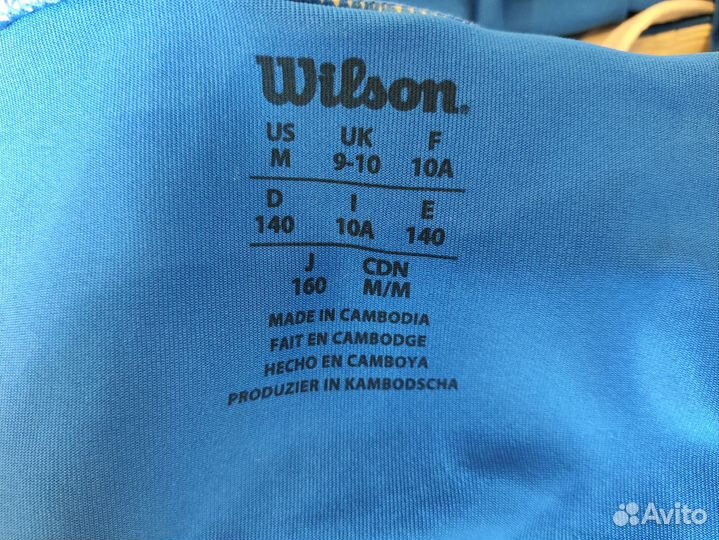 Wilson.
US UK F
M 9-10 10A
D I E
140 10A 140
J CDN
160 M/M
MADE IN CAMBODIA
FAIT EN CAMBODGE
HECHO EN CAMBOYA
PRODUZIER IN KAMBODSCHA
Avito